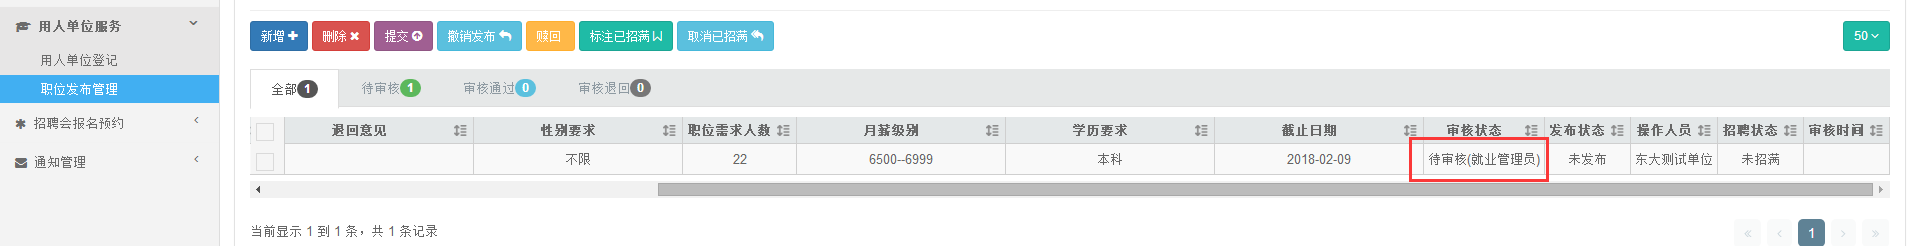 用人单位服务
用人单位登记
职位发布管理
招聘会报名预约
通知管理
新增 删除 提交 撤销发布 赎回 标注已招满 取消已招满 50
全部 1 待审核 1 审核通过 0 审核退回 0
退回意见 性别要求 职位需求人数 月薪级别 学历要求 截止日期 审核状态 发布状态 操作人员 招聘状态 审核时间
不限 22 6500--6999 本科 2018-02-09 待审核(就业管理员) 未发布 东大测试单位 未招满
当前显示 1 到 1 条，共 1 条记录
« ‹ 1 › »